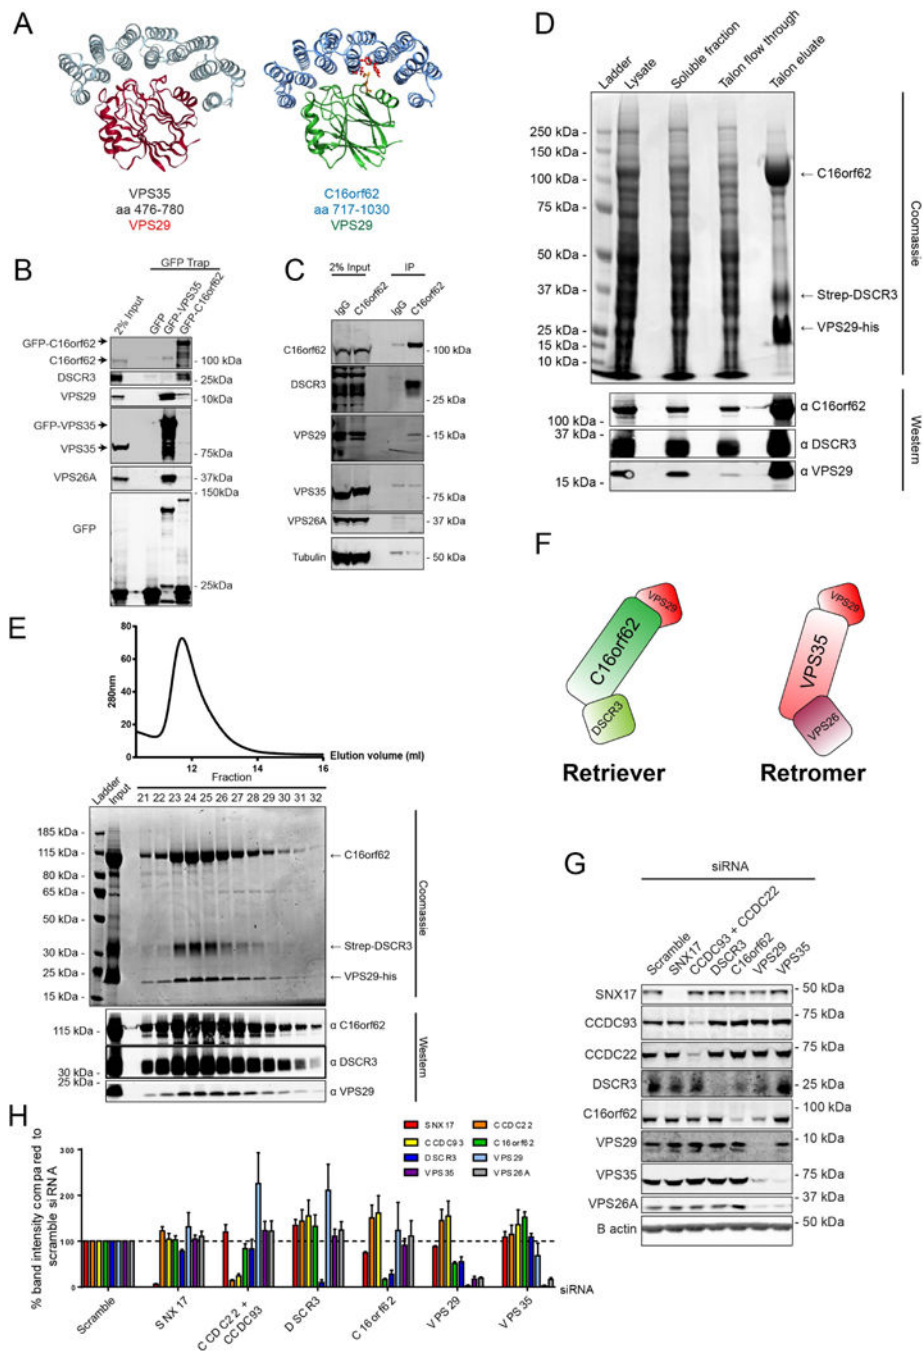 A
VPS35
aa 476-780
VPS29
C16orf62
aa 717-1030
VPS29
B
GFP Trap
2% Input
GFP
GFP-VPS35
GFP-C16orf62
GFP-C16orf62
C16orf62
- 100 kDa
DSCR3
- 25kDa
VPS29
- 10kDa
GFP-VPS35
VPS35
- 75kDa
VPS26A
- 37kDa
- 150kDa
GFP
- 25kDa
C
2% Input
IP
IgG
C16orf62
IgG
C16orf62
C16orf62
- 100 kDa
DSCR3
- 25 kDa
VPS29
- 15 kDa
VPS35
- 75 kDa
VPS26A
- 37 kDa
Tubulin
- 50 kDa
D
Ladder
Lysate
Soluble fraction
Talon flow through
Talon eluate
250 kDa -
150 kDa -
100 kDa -
75 kDa -
50 kDa -
37 kDa -
25 kDa -
15 kDa -
10 kDa -
← C16orf62
← Strep-DSCR3
← VPS29-his
Coomassie
100 kDa -
37 kDa -
15 kDa -
α C16orf62
α DSCR3
α VPS29
Western
E
280nm
80
60
40
20
0
12
14
16
Elution volume (ml)
Fraction
Ladder
Input
21 22 23 24 25 26 27 28 29 30 31 32
185 kDa -
115 kDa -
80 kDa -
65 kDa -
50 kDa -
30 kDa -
25 kDa -
15 kDa -
← C16orf62
← Strep-DSCR3
← VPS29-his
Coomassie
115 kDa -
30 kDa -
25 kDa -
α C16orf62
α DSCR3
α VPS29
Western
F
VPS29
C16orf62
DSCR3
Retriever
VPS29
VPS35
VPS26
Retromer
G
siRNA
Scramble
SNX17
CCDC93 + CCDC22
DSCR3
C16orf62
VPS29
VPS35
SNX17
- 50 kDa
CCDC93
- 75 kDa
CCDC22
- 75 kDa
DSCR3
- 25 kDa
C16orf62
- 100 kDa
VPS29
- 10 kDa
VPS35
- 75 kDa
VPS26A
- 37 kDa
B actin
- 50 kDa
H
SNX17
CCDC22
CCDC93
C16orf62
DSCR3
VPS29
VPS35
VPS26A
% band intensity compared to
scramble siRNA
300
200
100
0
siRNA
Scramble
SNX17
CCDC22 +
CCDC93
DSCR3
C16orf62
VPS29
VPS35